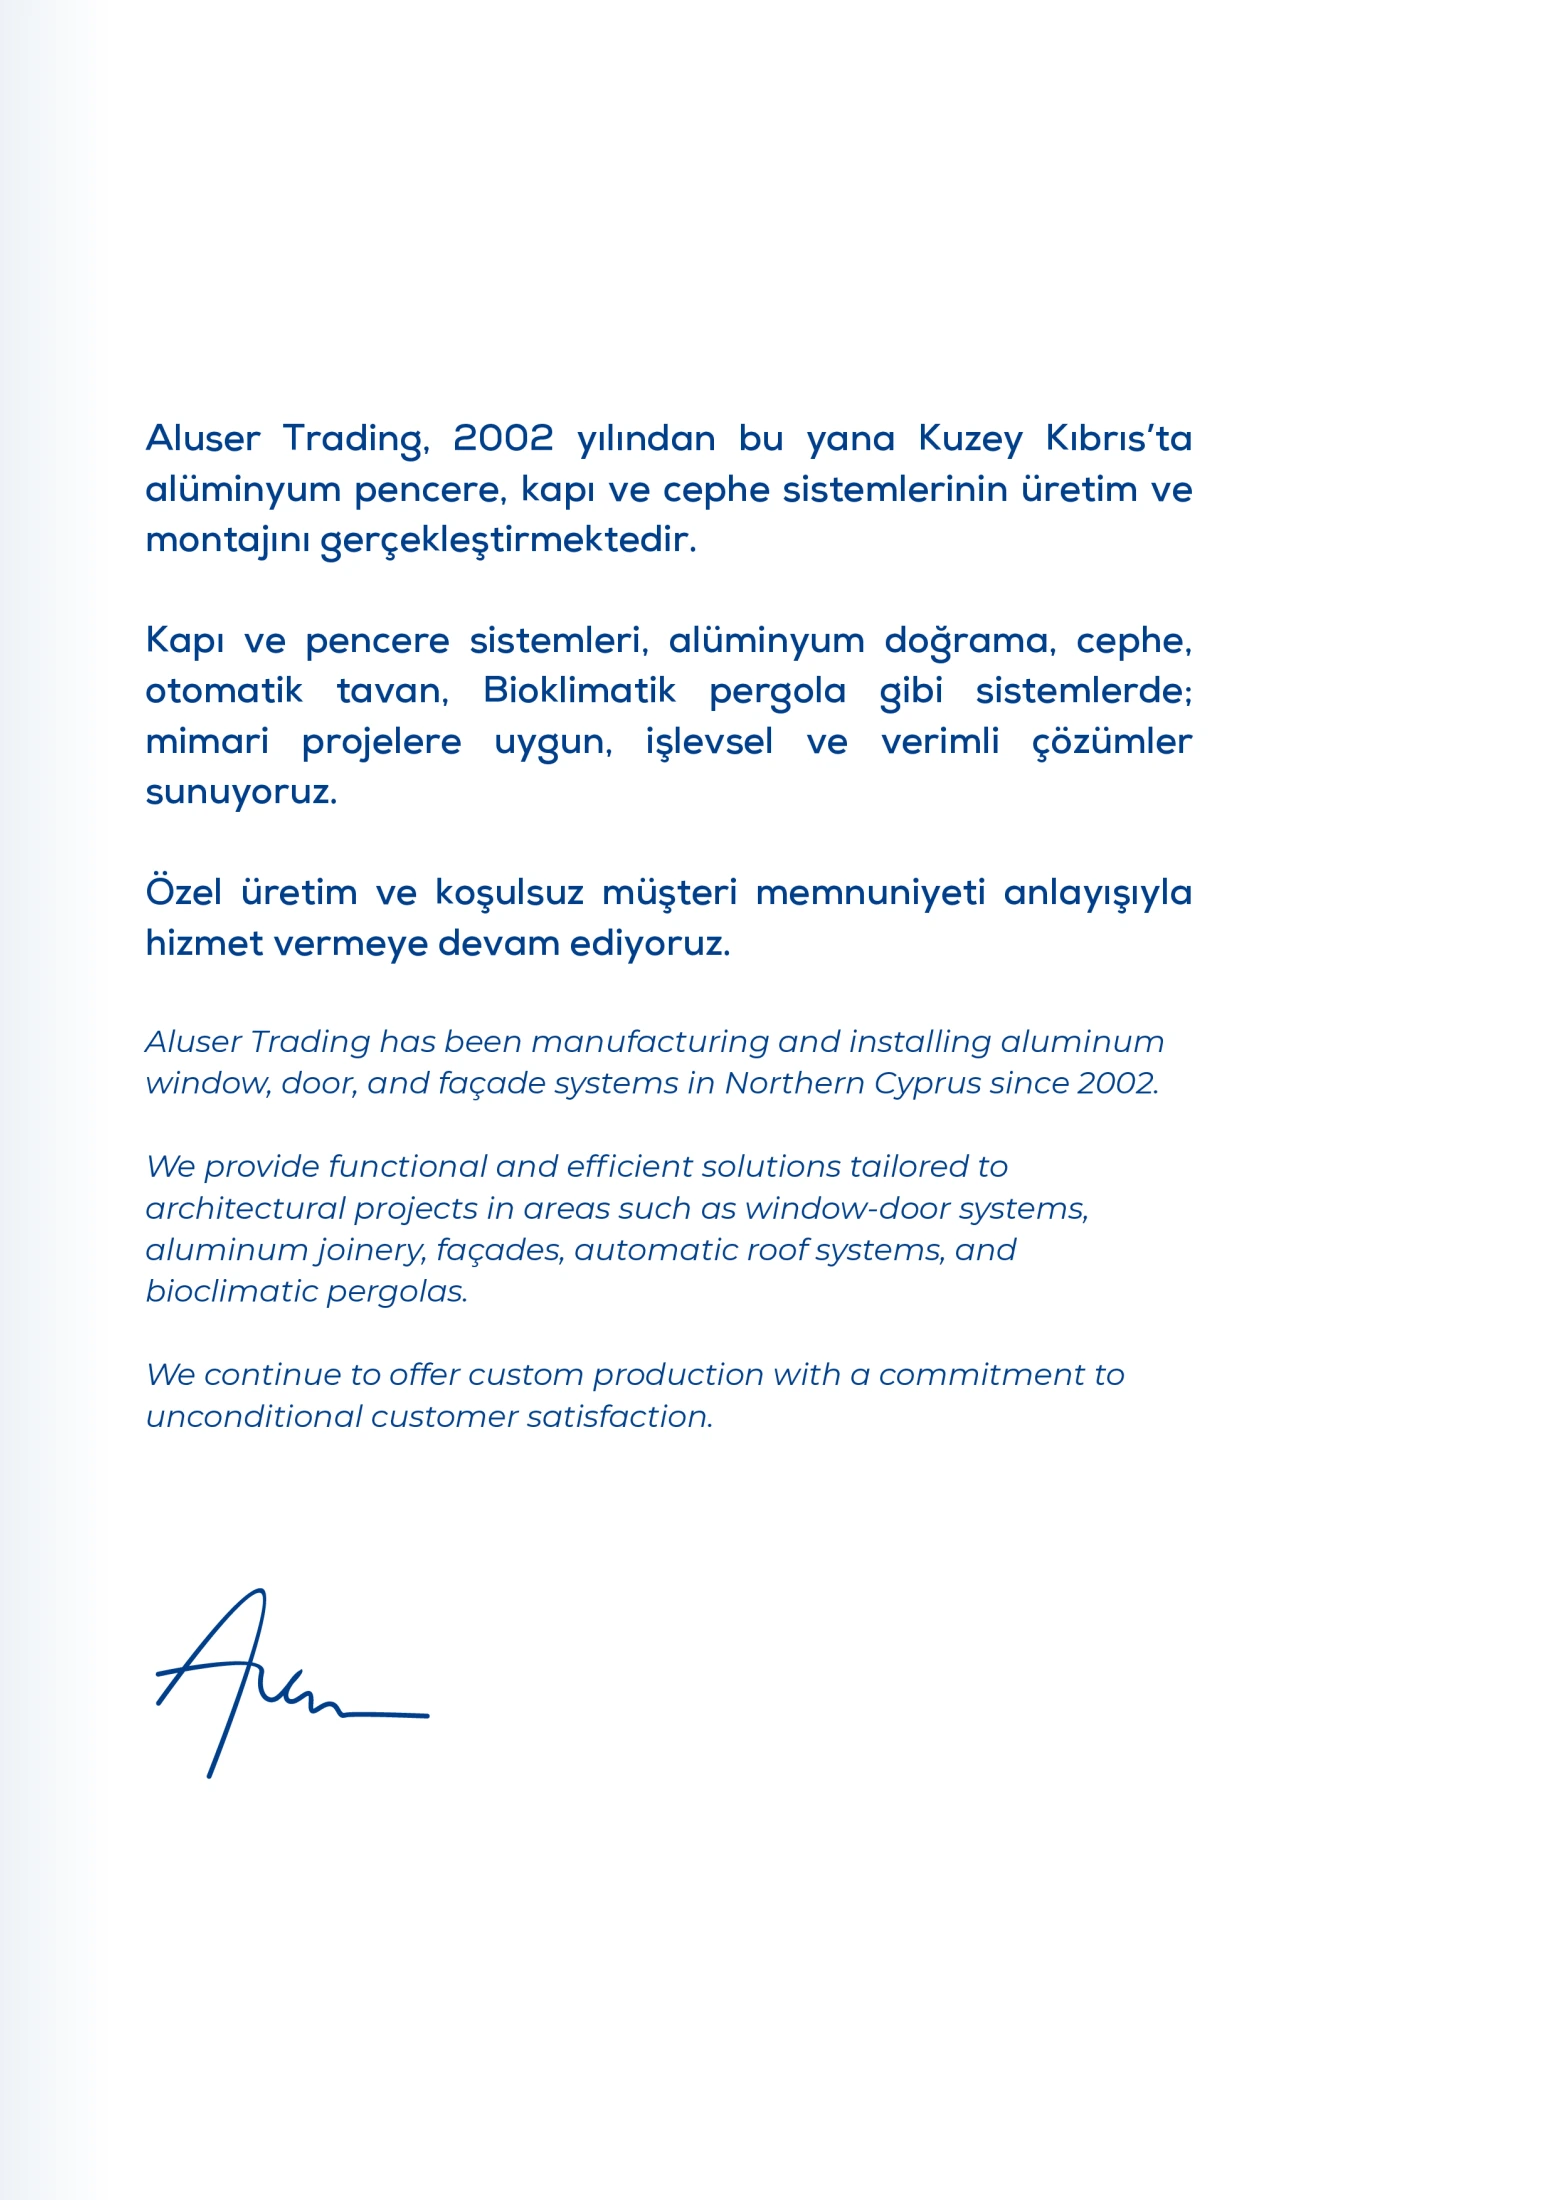 Aluser Trading, 2002 yılından bu yana Kuzey Kıbrıs’ta
alüminyum pencere, kapı ve cephe sistemlerinin üretim ve
montajını gerçekleştirmektedir.
Kapı ve pencere sistemleri, alüminyum doğrama, cephe,
otomatik tavan, Bioklimatik pergola gibi sistemlerde;
mimari projelere uygun, işlevsel ve verimli çözümler
sunuyoruz.
Özel üretim ve koşulsuz müşteri memnuniyeti anlayışıyla
hizmet vermeye devam ediyoruz.
Aluser Trading has been manufacturing and installing aluminum
window, door, and façade systems in Northern Cyprus since 2002.
We provide functional and efficient solutions tailored to
architectural projects in areas such as window-door systems,
aluminum joinery, façades, automatic roof systems, and
bioclimatic pergolas.
We continue to offer custom production with a commitment to
unconditional customer satisfaction.